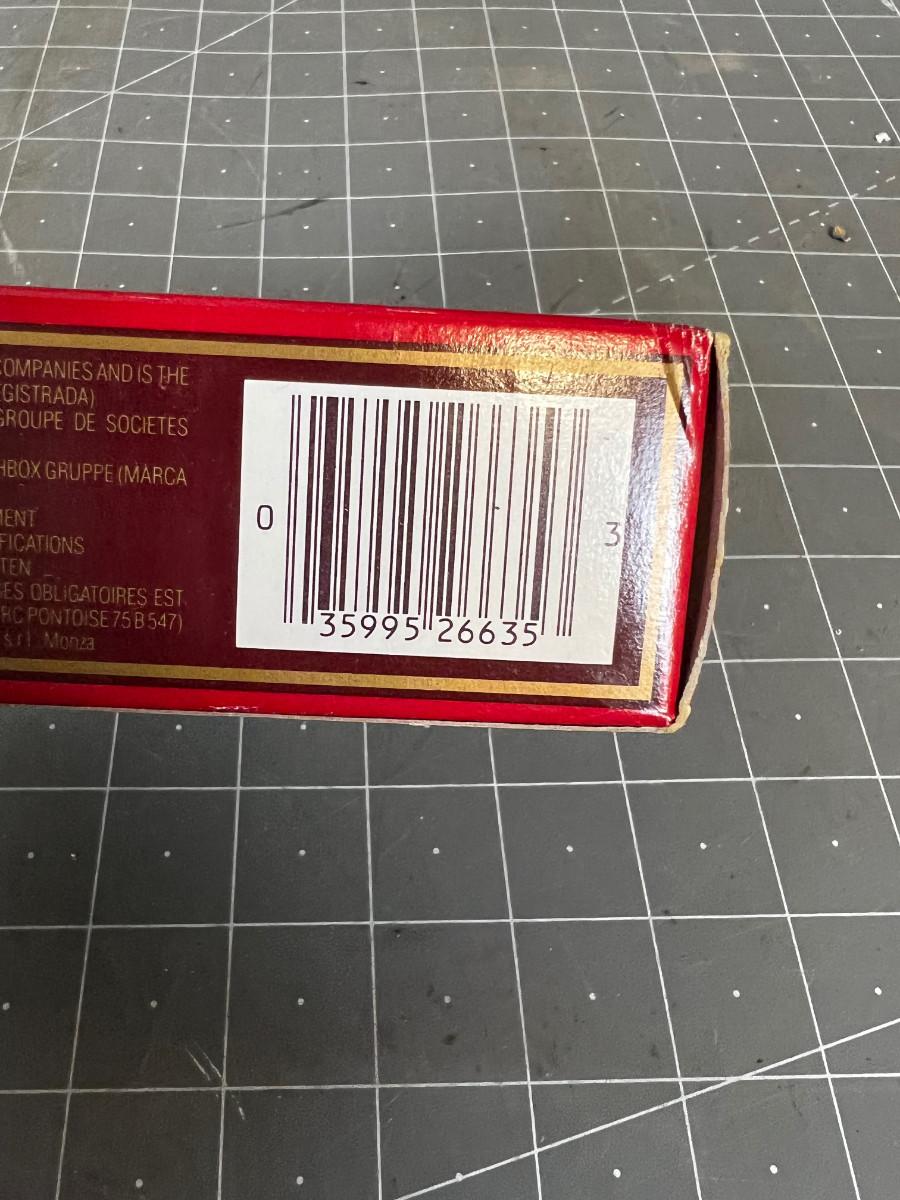 COMPANIES AND IS THE
EGISTRADA)
GROUPE DE SOCIETES
HBOX GRUPPE (MARCA
MENT
FICATIONS
TEN
SES OBLIGATOIRES EST
RC PONTOISE 75 B 547)
s.r.l. Monza
0 35995 26635 3